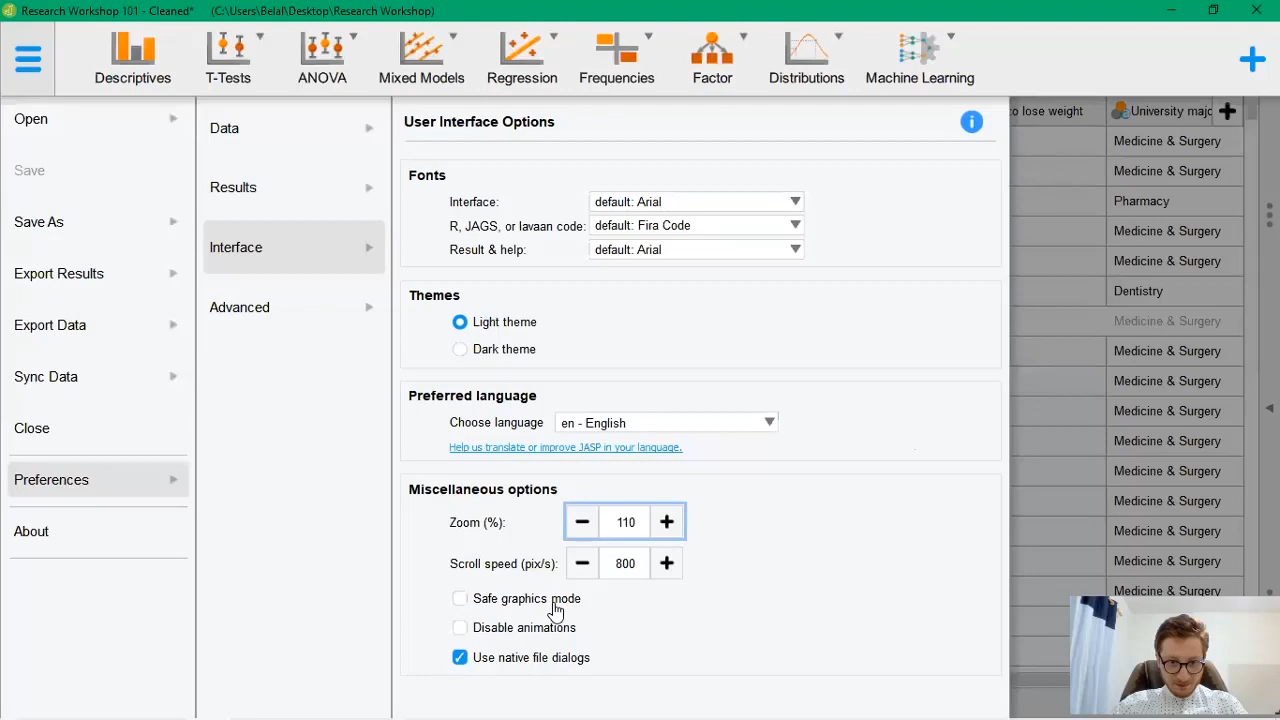 Research Workshop 101 - Cleaned* (C:\Users\Belal\Desktop\Research Workshop)
Descriptives
T-Tests
ANOVA
Mixed Models
Regression
Frequencies
Factor
Distributions
Machine Learning
Open
Save
Save As
Export Results
Export Data
Sync Data
Close
Preferences
About
Data
Results
Interface
Advanced
User Interface Options
Fonts
Interface: default: Arial
R, JAGS, or lavaan code: default: Fira Code
Result & help: default: Arial
Themes
Light theme
Dark theme
Preferred language
Choose language en - English
Help us translate or improve JASP in your language.
Miscellaneous options
Zoom (%): 110
Scroll speed (pix/s): 800
Safe graphics mode
Disable animations
Use native file dialogs
to lose weight University majo
Medicine & Surgery
Medicine & Surgery
Pharmacy
Medicine & Surgery
Medicine & Surgery
Dentistry
Medicine & Surgery
Medicine & Surgery
Medicine & Surgery
Medicine & Surgery
Medicine & Surgery
Medicine & Surgery
Medicine & Surgery
Medicine & Surgery
Medicine & Surgery
Medicine & Surgery